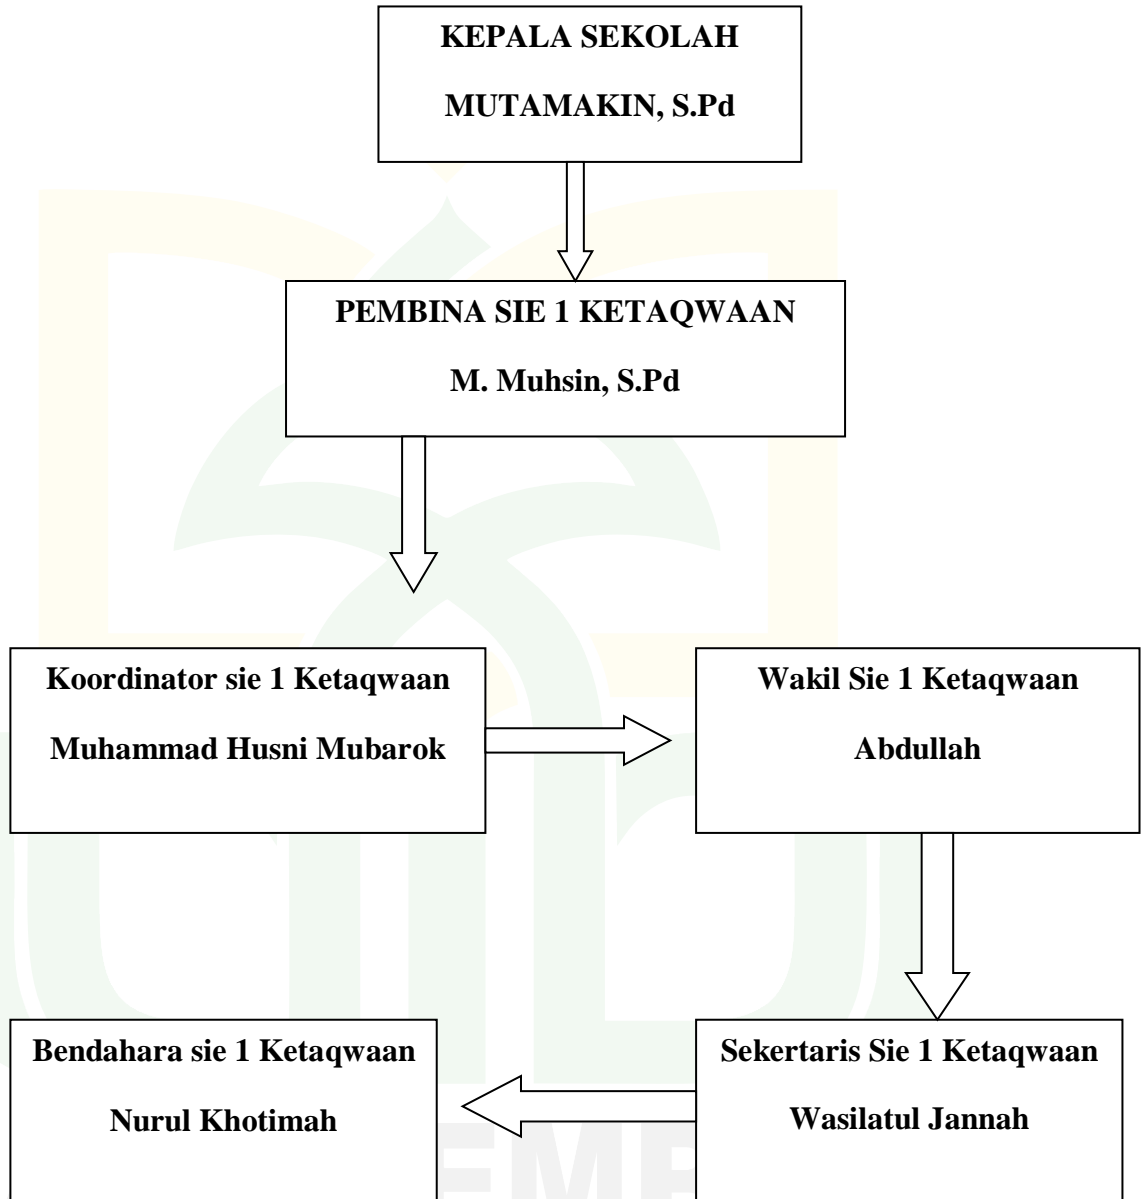 KEPALA SEKOLAH
MUTAMAKIN, S.Pd
PEMBINA SIE 1 KETAQWAAN
M. Muhsin, S.Pd
Koordinator sie 1 Ketaqwaan
Muhammad Husni Mubarok
Wakil Sie 1 Ketaqwaan
Abdullah
Bendahara sie 1 Ketaqwaan
Nurul Khotimah
Sekertaris Sie 1 Ketaqwaan
Wasilatul Jannah